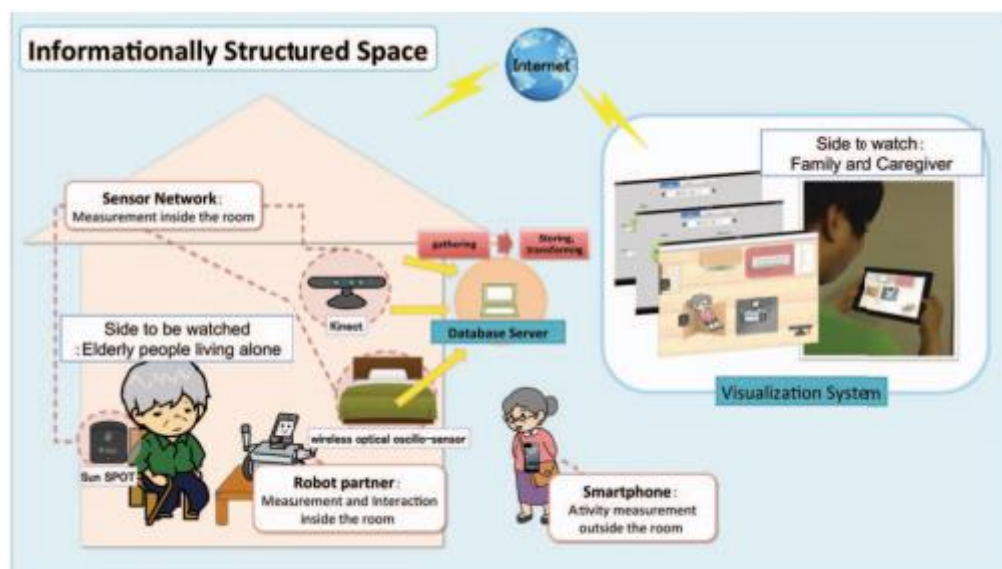 Informationally Structured Space
Internet
Side to watch:
Family and Caregiver
Sensor Network:
Measurement inside the room
gathering
Storing,
transforming
Kinect
Database Server
Side to be watched
:Elderly people living alone
Visualization System
wireless optical oscillo-sensor
Sun SPOT
Robot partner:
Measurement and Interaction
inside the room
Smartphone:
Activity measurement
outside the room